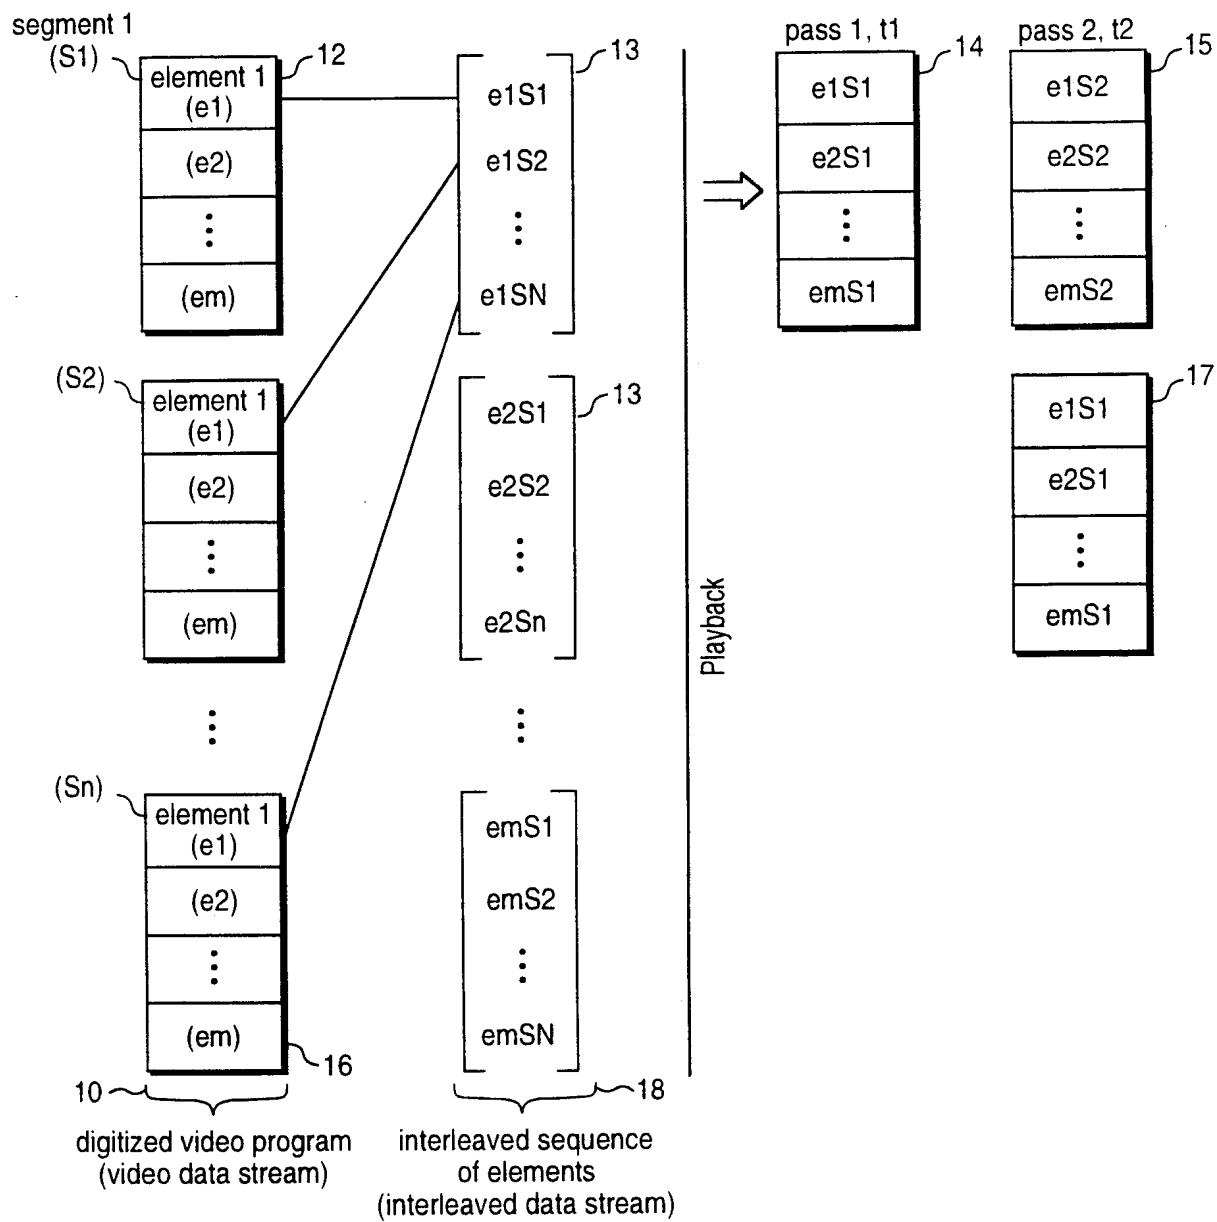 segment 1
(S1)
element 1
(e1)
12
(e2)
(em)
(S2)
element 1
(e1)
(e2)
(em)
(Sn)
element 1
(e1)
(e2)
(em)
16
10
digitized video program
(video data stream)
13
e1S1
e1S2
e1SN
13
e2S1
e2S2
e2Sn
emS1
emS2
emSN
18
interleaved sequence
of elements
(interleaved data stream)
Playback
pass 1, t1
14
e1S1
e2S1
emS1
pass 2, t2
15
e1S2
e2S2
emS2
17
e1S1
e2S1
emS1